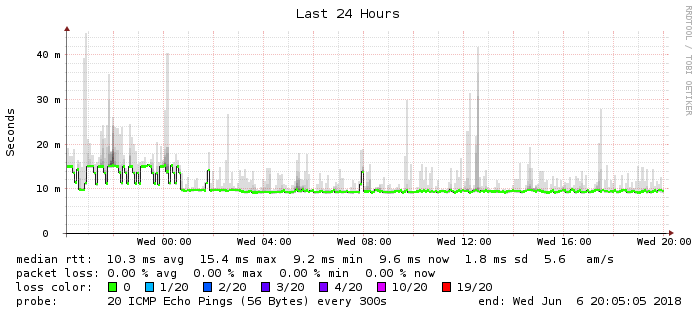 Last 24 Hours
RRDTOOL / TOBI OETIKER
Seconds
40 m
30 m
20 m
10 m
0
Wed 00:00 Wed 04:00 Wed 08:00 Wed 12:00 Wed 16:00 Wed 20:00
median rtt: 10.3 ms avg 15.4 ms max 9.2 ms min 9.6 ms now 1.8 ms sd 5.6 am/s
packet loss: 0.00 % avg 0.00 % max 0.00 % min 0.00 % now
loss color: 0 1/20 2/20 3/20 4/20 10/20 19/20
probe: 20 ICMP Echo Pings (56 Bytes) every 300s end: Wed Jun 6 20:05:05 2018